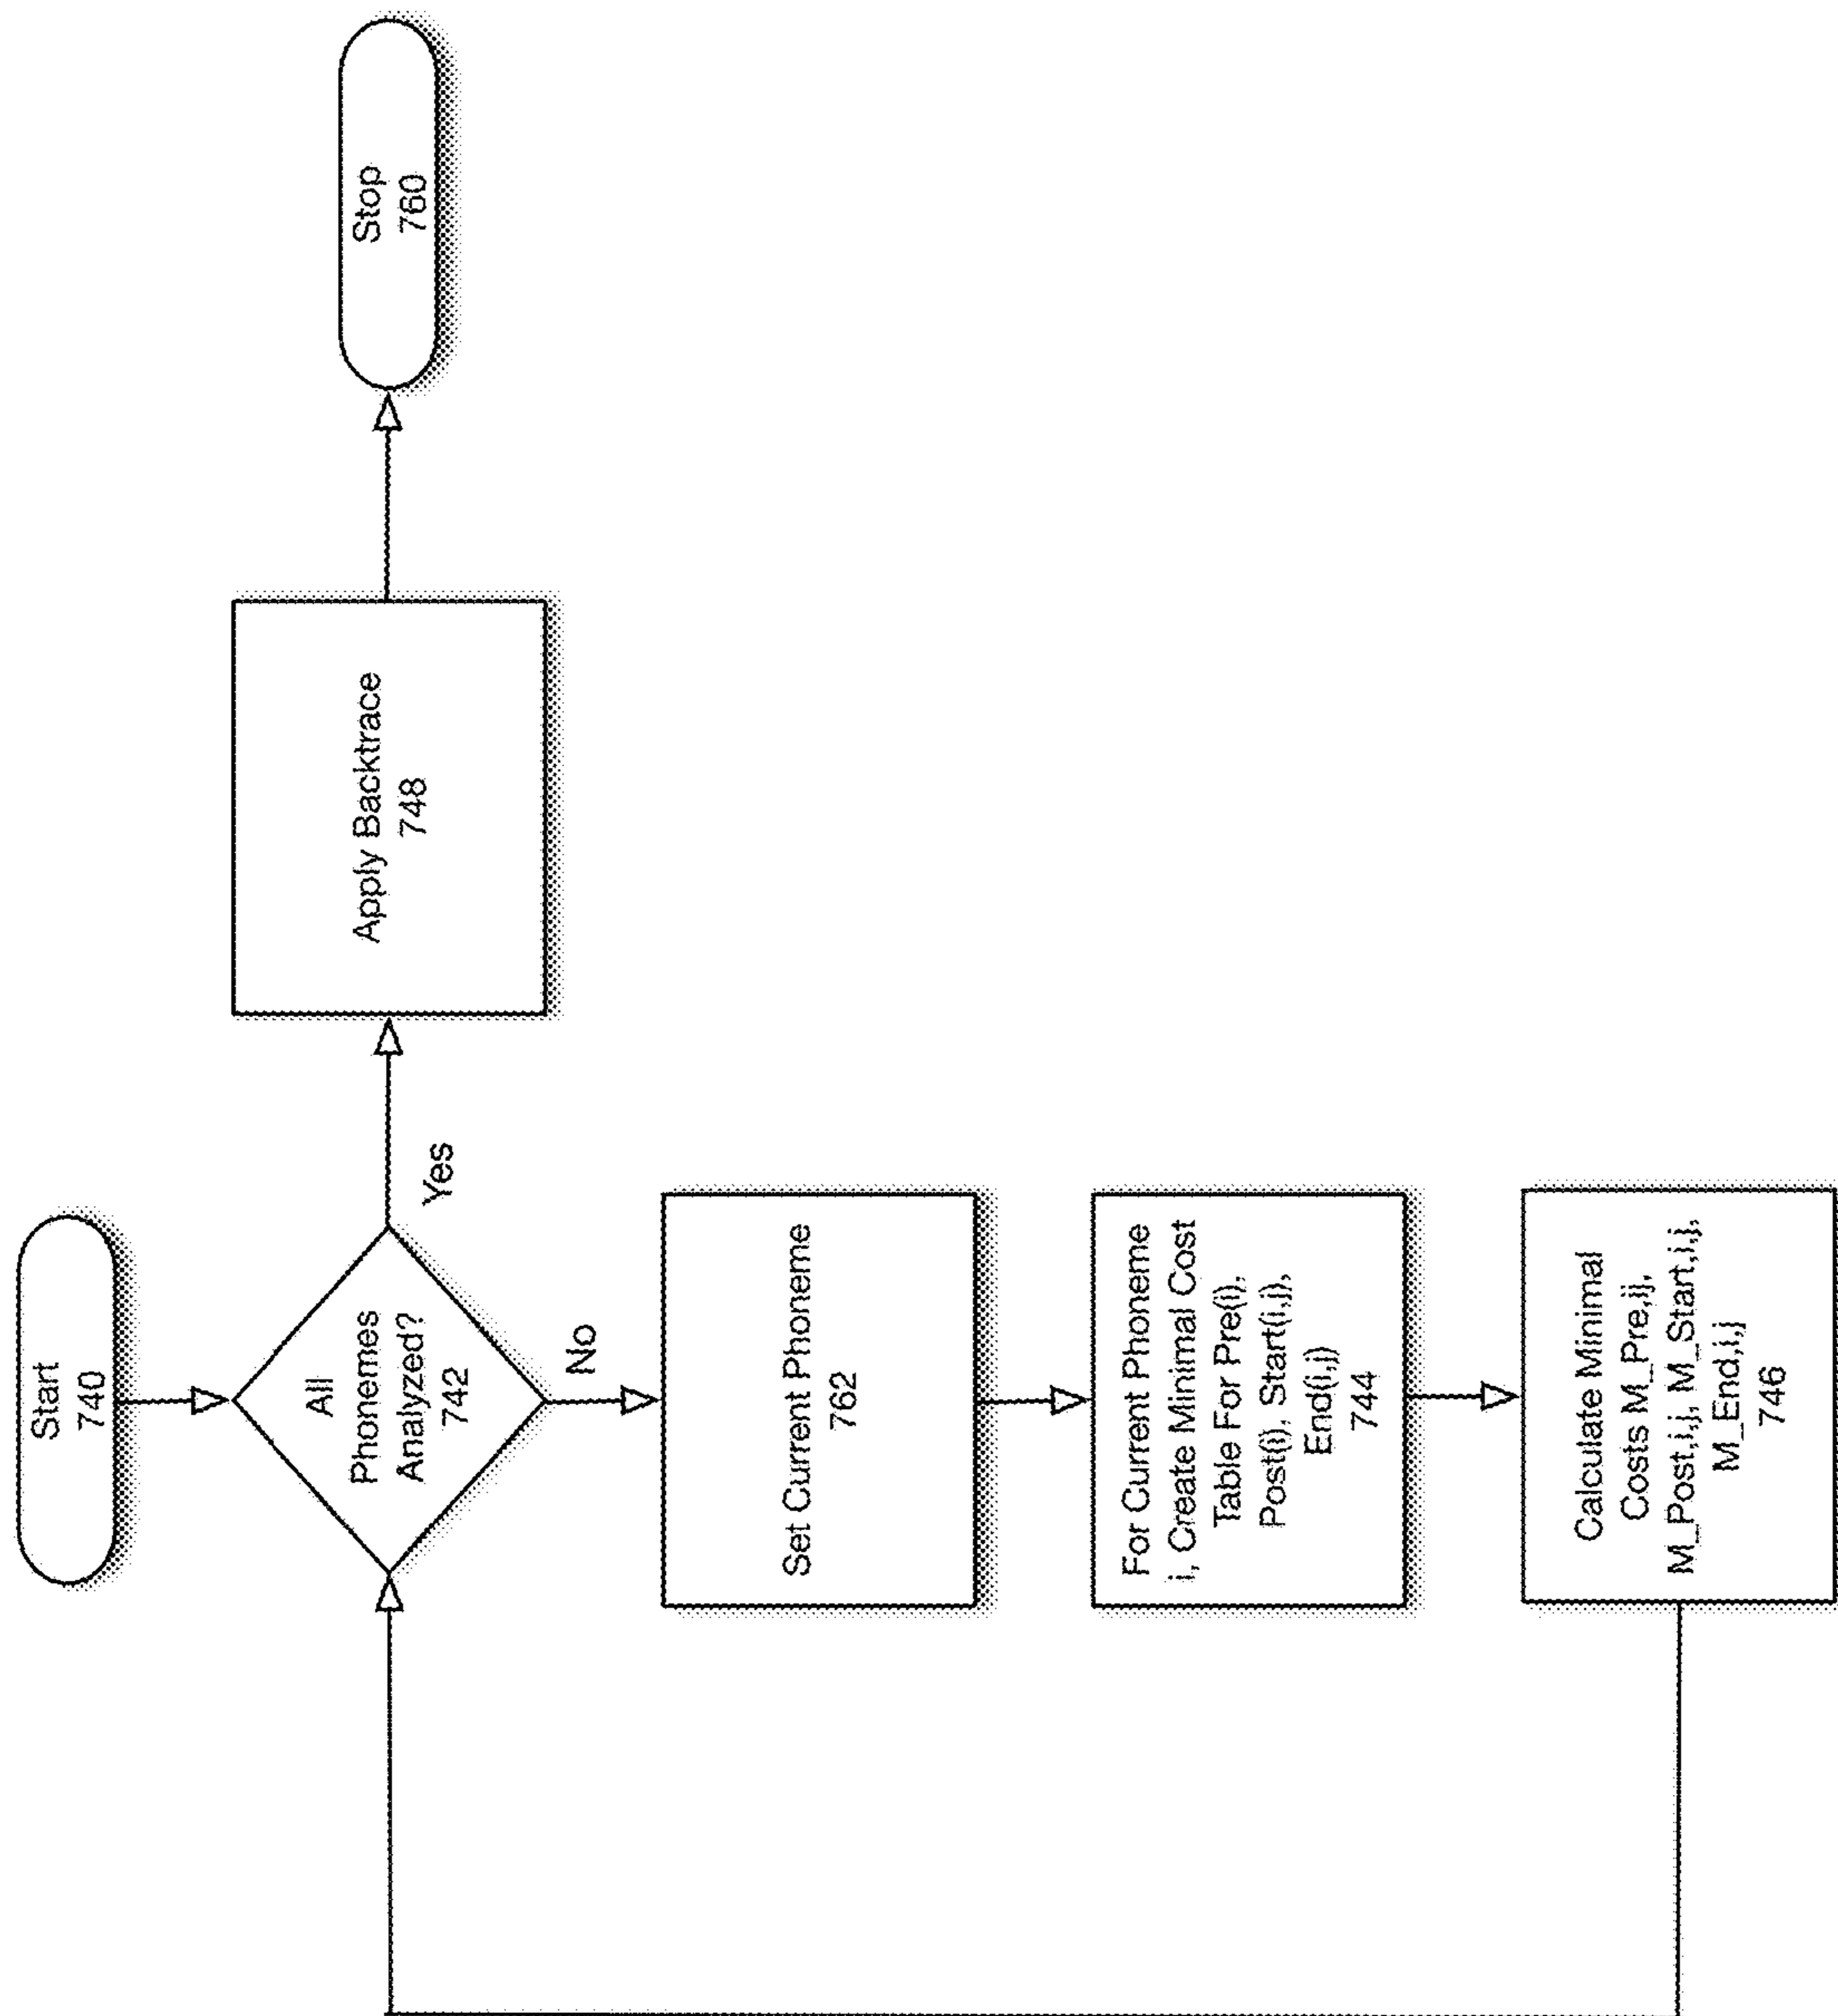 Start
740
All
Phonemes
Analyzed?
742
Yes
No
Apply Backtrace
748
Stop
760
Set Current Phoneme
762
For Current Phoneme
i, Create Minimal Cost
Table For Pre(i),
Post(i), Start(i,j),
End(i,j)
744
Calculate Minimal
Costs M_Pre,ij,
M_Post,i,j, M_Start,i,j,
M_End,i,j
746